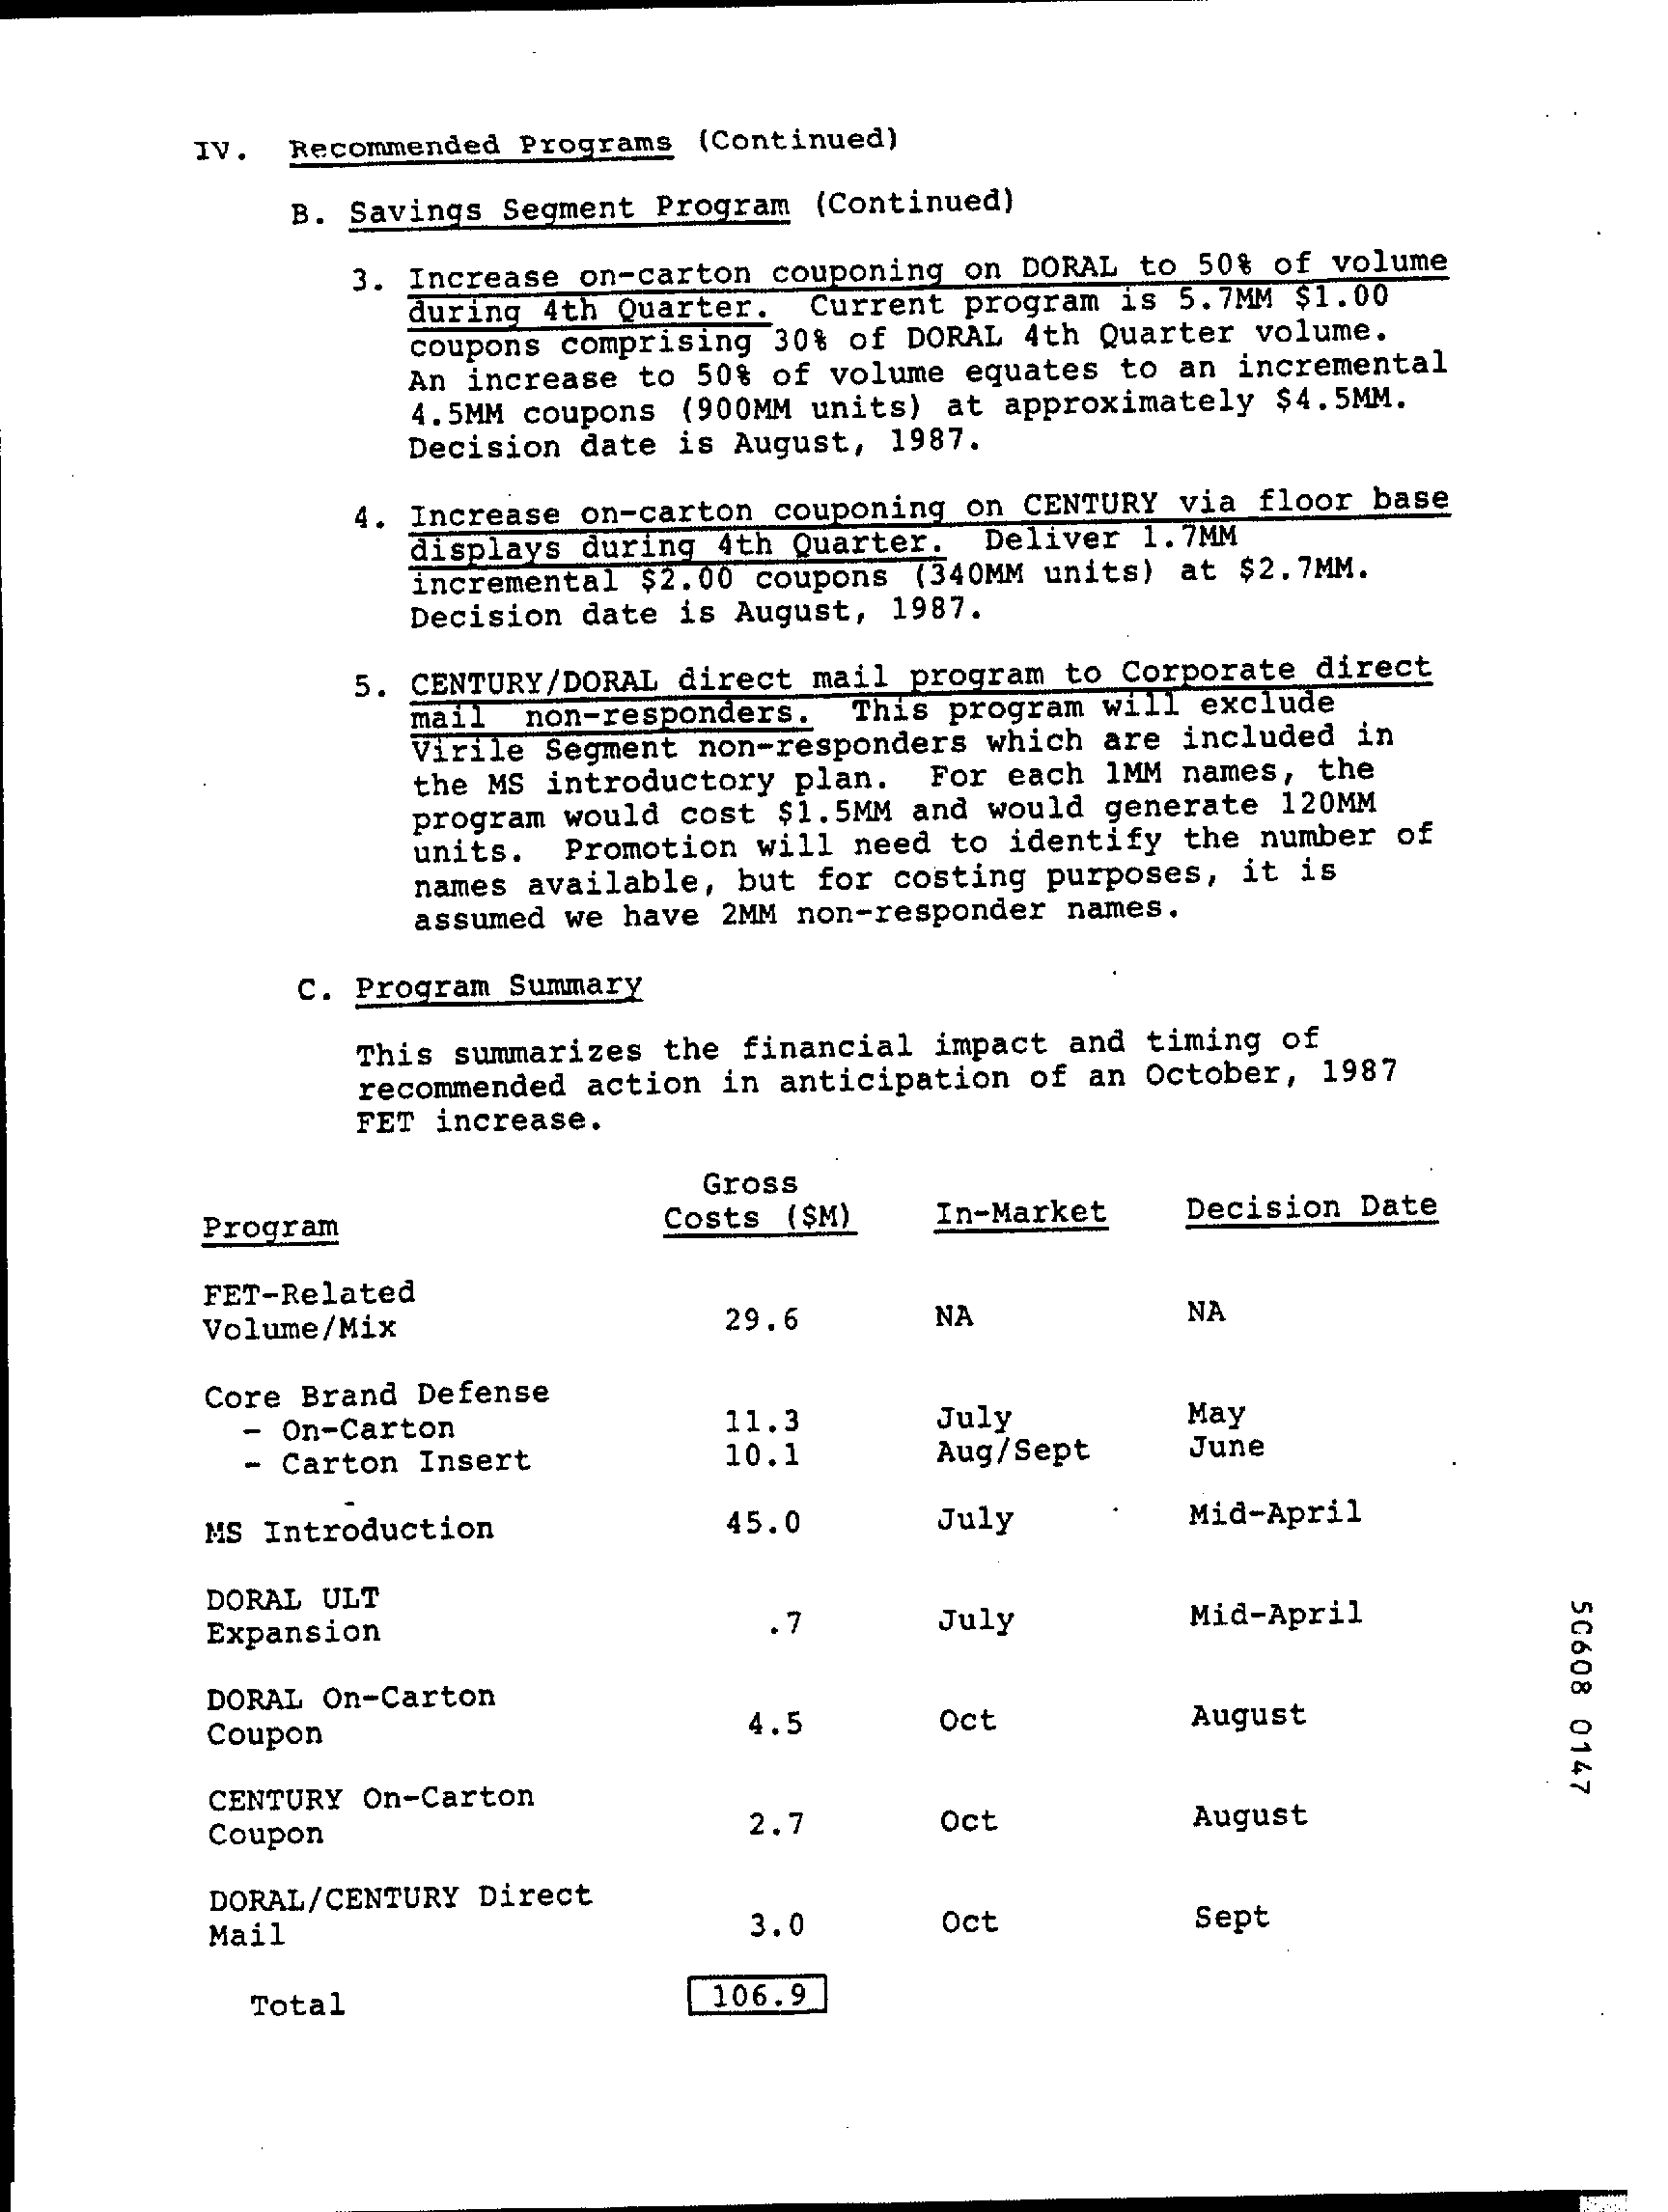 IV. Recommended Programs (Continued)
B. Savings Segment Program (Continued)
3. Increase on-carton couponing on DORAL to 50% of volume
during 4th Quarter. Current program is 5.7MM $1.00
coupons comprising 30% of DORAL 4th Quarter volume.
An increase to 50% of volume equates to an incremental
4.5MM coupons (900MM units) at approximately $4.5MM.
Decision date is August, 1987.
4. Increase on-carton couponing on CENTURY via floor base
displays during 4th Quarter. Deliver 1.7MM
incremental $2.00 coupons (340MM units) at $2.7MM.
Decision date is August, 1987.
5. CENTURY/DORAL direct mail program to Corporate direct
mail non-responders. This program will exclude
Virile Segment non-responders which are included in
the MS introductory plan. For each 1MM names, the
program would cost $1.5MM and would generate 120MM
units. Promotion will need to identify the number of
names available, but for costing purposes, it is
assumed we have 2MM non-responder names.
C. Program Summary
This summarizes the financial impact and timing of
recommended action in anticipation of an October, 1987
FET increase.
Gross
Program Costs ($M) In-Market Decision Date
FET-Related
Volume/Mix 29.6 NA NA
Core Brand Defense
- On-Carton 11.3 July May
- Carton Insert 10.1 Aug/Sept June
MS Introduction 45.0 July Mid-April
DORAL ULT
Expansion .7 July Mid-April
DORAL On-Carton
Coupon 4.5 Oct August
CENTURY On-Carton
Coupon 2.7 Oct August
DORAL/CENTURY Direct
Mail 3.0 Oct Sept
Total 106.9
50608 0147